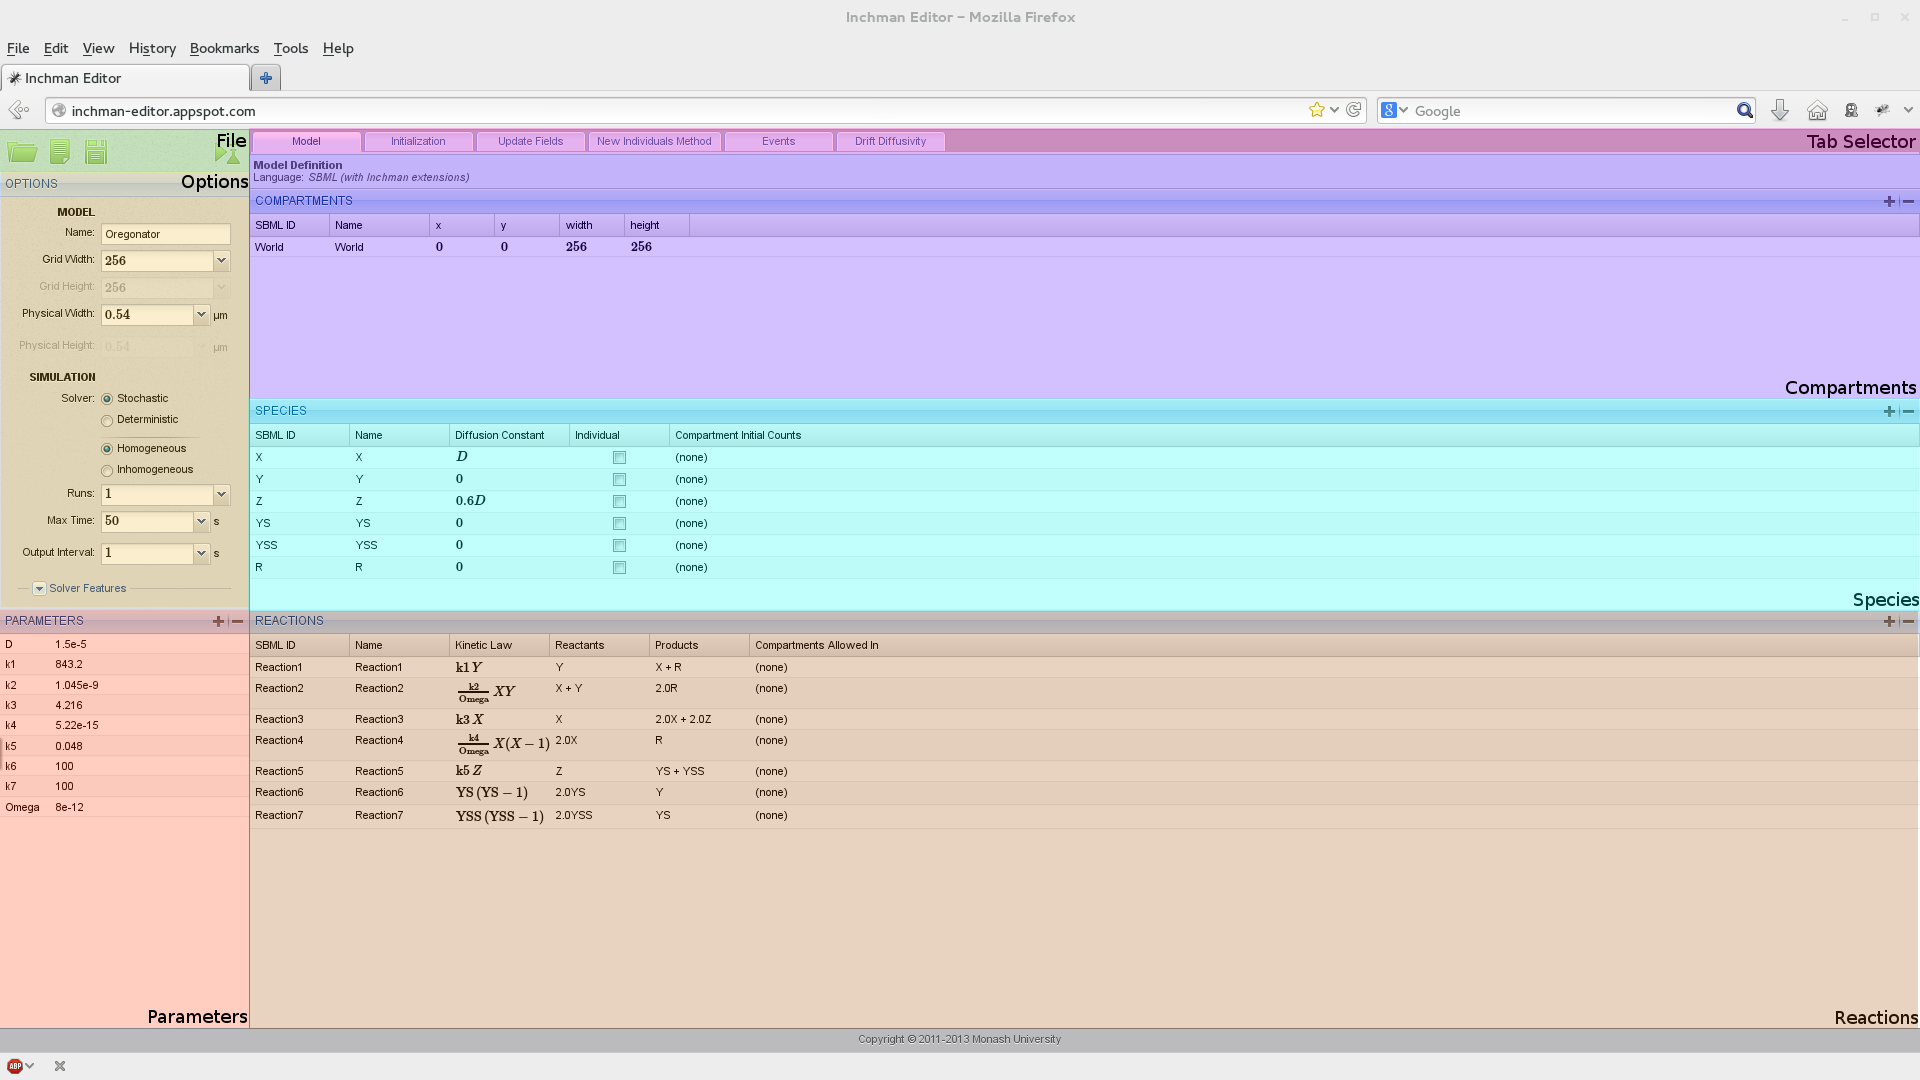 Inchman Editor – Mozilla Firefox
File Edit View History Bookmarks Tools Help
Inchman Editor
inchman-editor.appspot.com
Google
File
Model Initialization Update Fields New Individuals Method Events Drift Diffusivity
Tab Selector
OPTIONS
Options
MODEL
Name: Oregonator
Grid Width: 256
Grid Height: 256
Physical Width: 0.54 µm
Physical Height: 0.54 µm
SIMULATION
Solver: Stochastic
Deterministic
Homogeneous
Inhomogeneous
Runs: 1
Max Time: 50 s
Output Interval: 1 s
Solver Features
PARAMETERS
D 1.5e-5
k1 843.2
k2 1.045e-9
k3 4.216
k4 5.22e-15
k5 0.048
k6 100
k7 100
Omega 8e-12
Parameters
Model Definition
Language: SBML (with Inchman extensions)
COMPARTMENTS
SBML ID Name x y width height
World World 0 0 256 256
Compartments
SPECIES
SBML ID Name Diffusion Constant Individual Compartment Initial Counts
X X D (none)
Y Y 0 (none)
Z Z 0.6D (none)
YS YS 0 (none)
YSS YSS 0 (none)
R R 0 (none)
Species
REACTIONS
SBML ID Name Kinetic Law Reactants Products Compartments Allowed In
Reaction1 Reaction1 k1 Y Y X + R (none)
Reaction2 Reaction2 k2/Omega XY X + Y 2.0R (none)
Reaction3 Reaction3 k3 X X 2.0X + 2.0Z (none)
Reaction4 Reaction4 k4/Omega X(X − 1) 2.0X R (none)
Reaction5 Reaction5 k5 Z Z YS + YSS (none)
Reaction6 Reaction6 YS (YS − 1) 2.0YS Y (none)
Reaction7 Reaction7 YSS (YSS − 1) 2.0YSS YS (none)
Reactions
Copyright © 2011-2013 Monash University
ABP